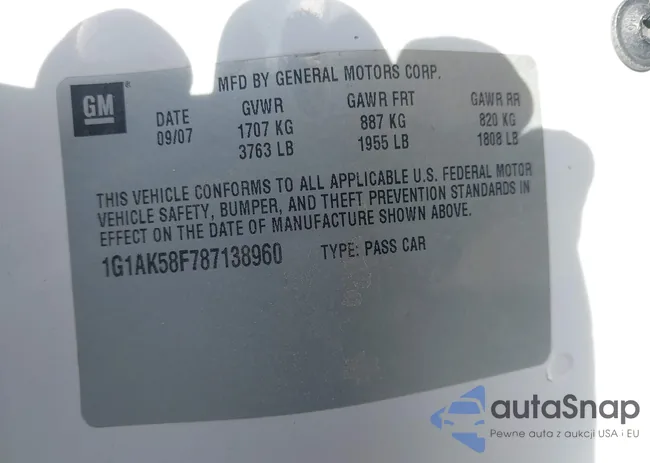 MFD BY GENERAL MOTORS CORP.
GM
DATE GVWR GAWR FRT GAWR RR
09/07 1707 KG 887 KG 820 KG
3763 LB 1955 LB 1808 LB
THIS VEHICLE CONFORMS TO ALL APPLICABLE U.S. FEDERAL MOTOR
VEHICLE SAFETY, BUMPER, AND THEFT PREVENTION STANDARDS IN
EFFECT ON THE DATE OF MANUFACTURE SHOWN ABOVE.
1G1AK58F787138960 TYPE: PASS CAR
autaSnap
Pewne auta z aukcji USA i EU